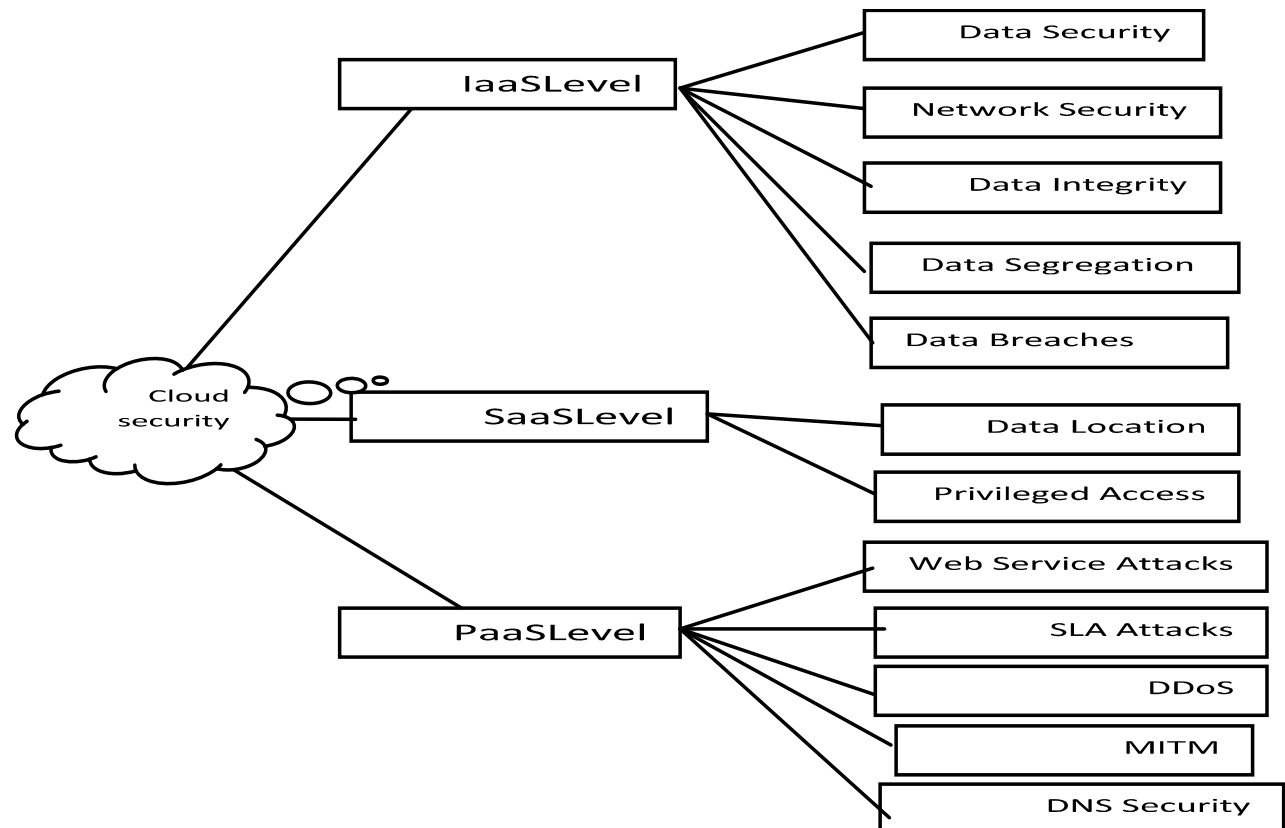 Data Security
IaaSLevel
Network Security
Data Integrity
Data Segregation
Data Breaches
Cloud
security
SaaSLevel
Data Location
Privileged Access
Web Service Attacks
PaaSLevel
SLA Attacks
DDoS
MITM
DNS Security